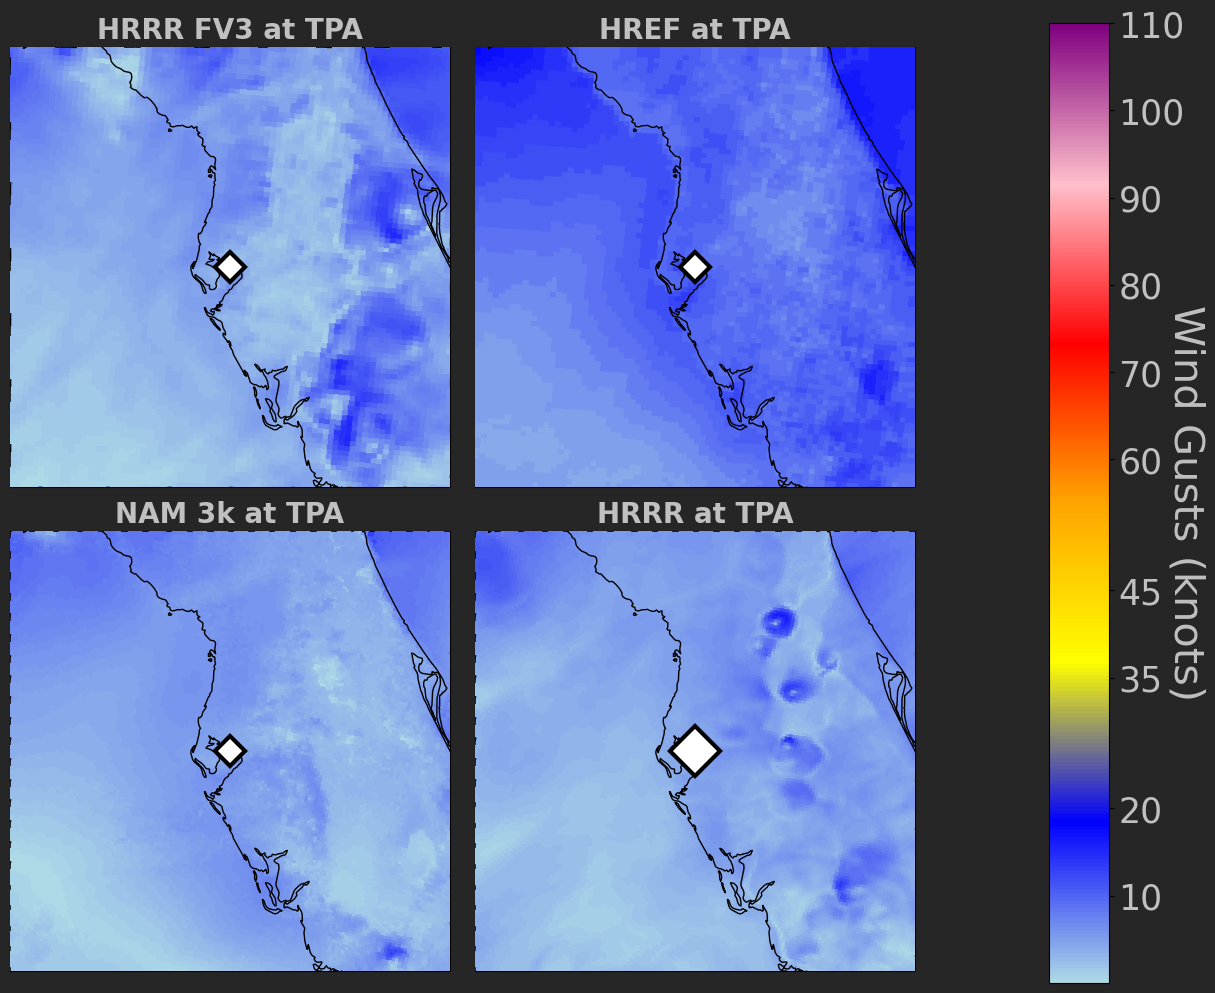 HRRR FV3 at TPA
HREF at TPA
NAM 3k at TPA
HRRR at TPA
110
100
90
80
70
60
45
35
20
10
Wind Gusts (knots)